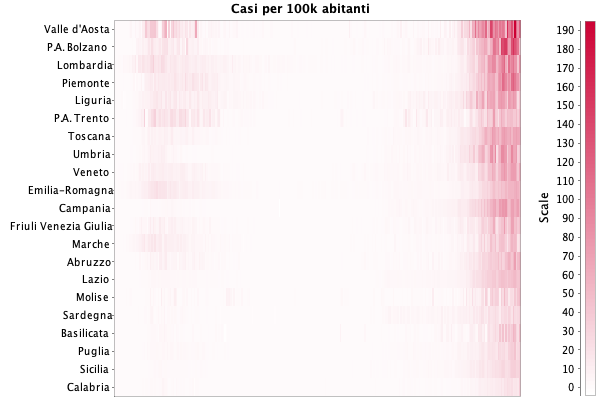 Casi per 100k abitanti
Valle d'Aosta
P.A. Bolzano
Lombardia
Piemonte
Liguria
P.A. Trento
Toscana
Umbria
Veneto
Emilia-Romagna
Campania
Friuli Venezia Giulia
Marche
Abruzzo
Lazio
Molise
Sardegna
Basilicata
Puglia
Sicilia
Calabria
Scale
190
180
170
160
150
140
130
120
110
100
90
80
70
60
50
40
30
20
10
0